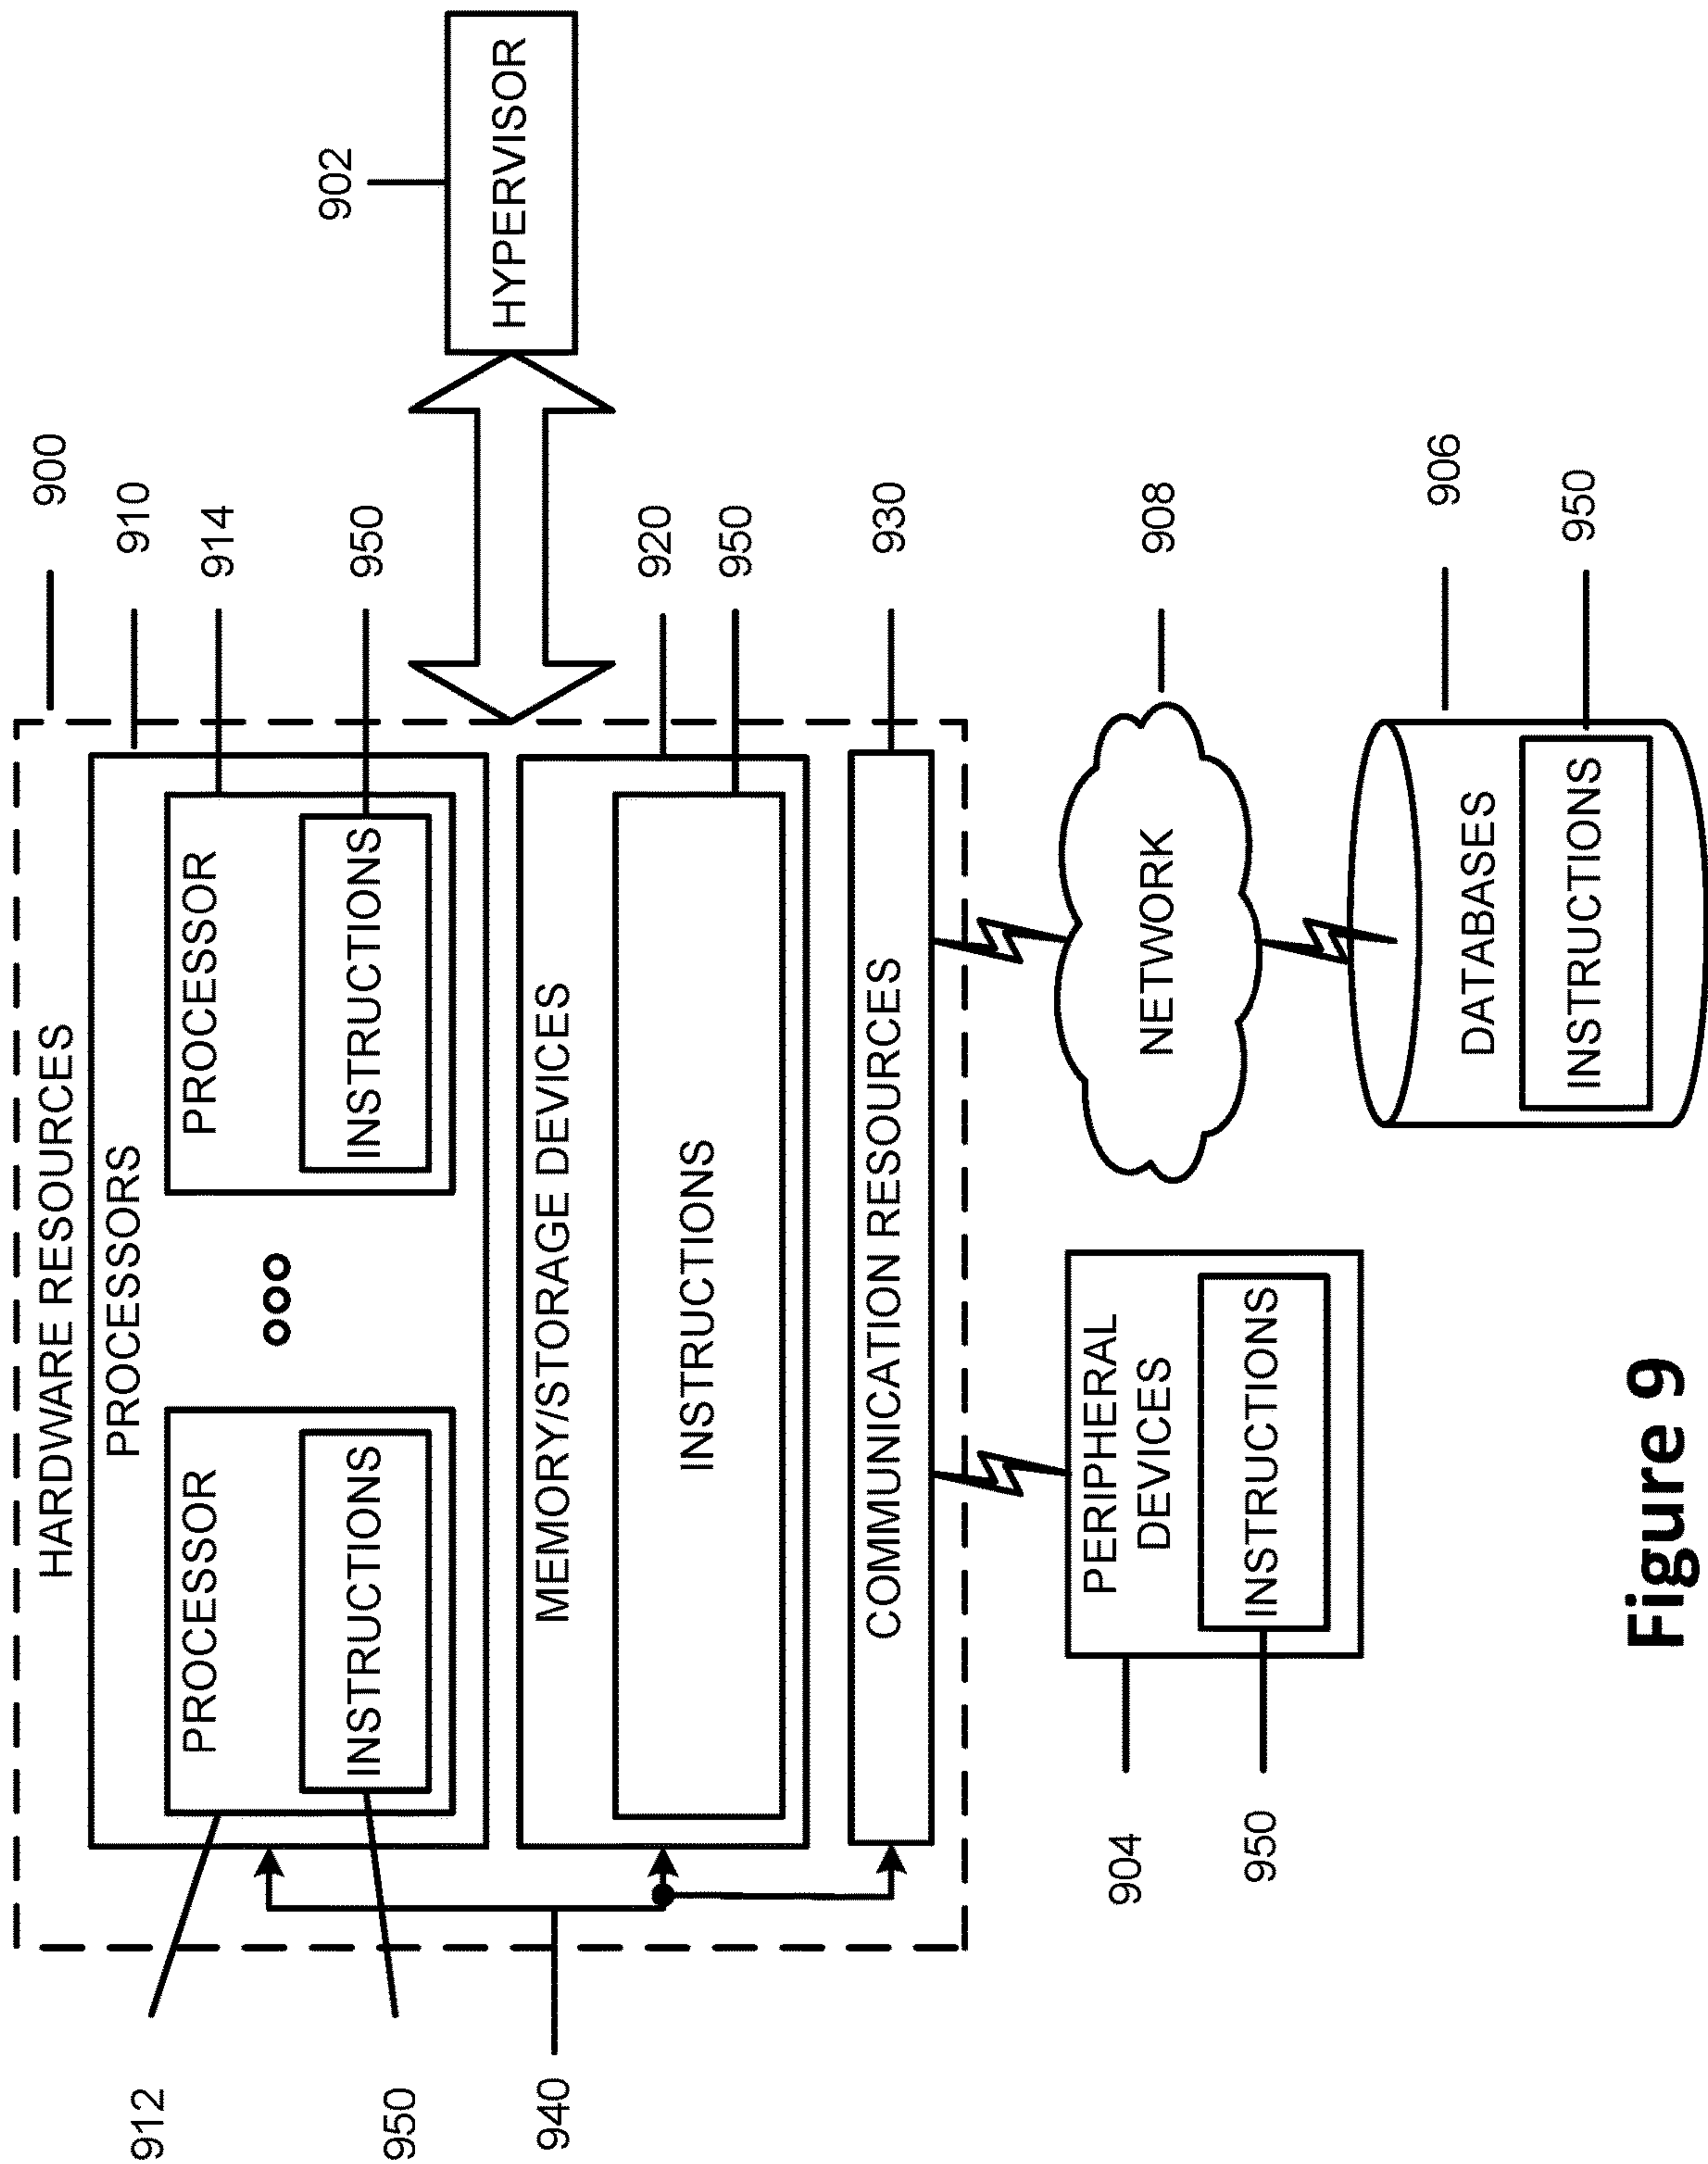 HARDWARE RESOURCES
900
PROCESSORS
910
912
PROCESSOR
PROCESSOR
914
950
INSTRUCTIONS
INSTRUCTIONS
950
902
HYPERVISOR
940
MEMORY/STORAGE DEVICES
920
INSTRUCTIONS
950
COMMUNICATION RESOURCES
930
904
PERIPHERAL
DEVICES
950
INSTRUCTIONS
NETWORK
908
906
DATABASES
INSTRUCTIONS
950
Figure 9